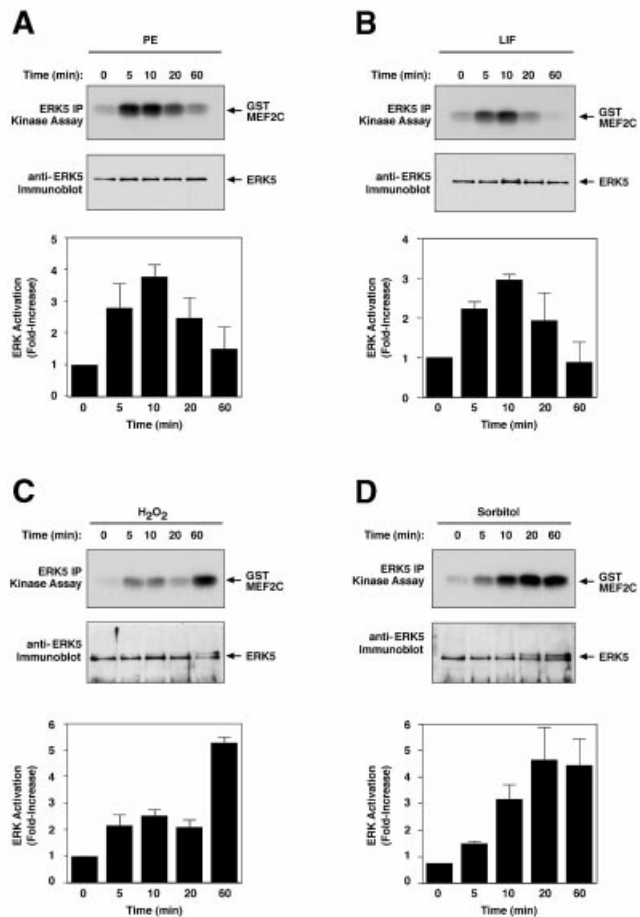 A
PE
Time (min): 0 5 10 20 60
ERK5 IP
Kinase Assay
GST
MEF2C
anti-ERK5
Immunoblot
ERK5
ERK Activation
(Fold-Increase)
5
4
3
2
1
0
0 5 10 20 60
Time (min)
B
LIF
Time (min): 0 5 10 20 60
ERK5 IP
Kinase Assay
GST
MEF2C
anti-ERK5
Immunoblot
ERK5
ERK Activation
(Fold-Increase)
4
3
2
1
0
0 5 10 20 60
Time (min)
C
H2O2
Time (min): 0 5 10 20 60
ERK5 IP
Kinase Assay
GST
MEF2C
anti-ERK5
Immunoblot
ERK5
ERK Activation
(Fold-Increase)
6
5
4
3
2
1
0
0 5 10 20 60
Time (min)
D
Sorbitol
Time (min): 0 5 10 20 60
ERK5 IP
Kinase Assay
GST
MEF2C
anti-ERK5
Immunoblot
ERK5
ERK Activation
(Fold-Increase)
6
5
4
3
2
1
0
0 5 10 20 60
Time (min)